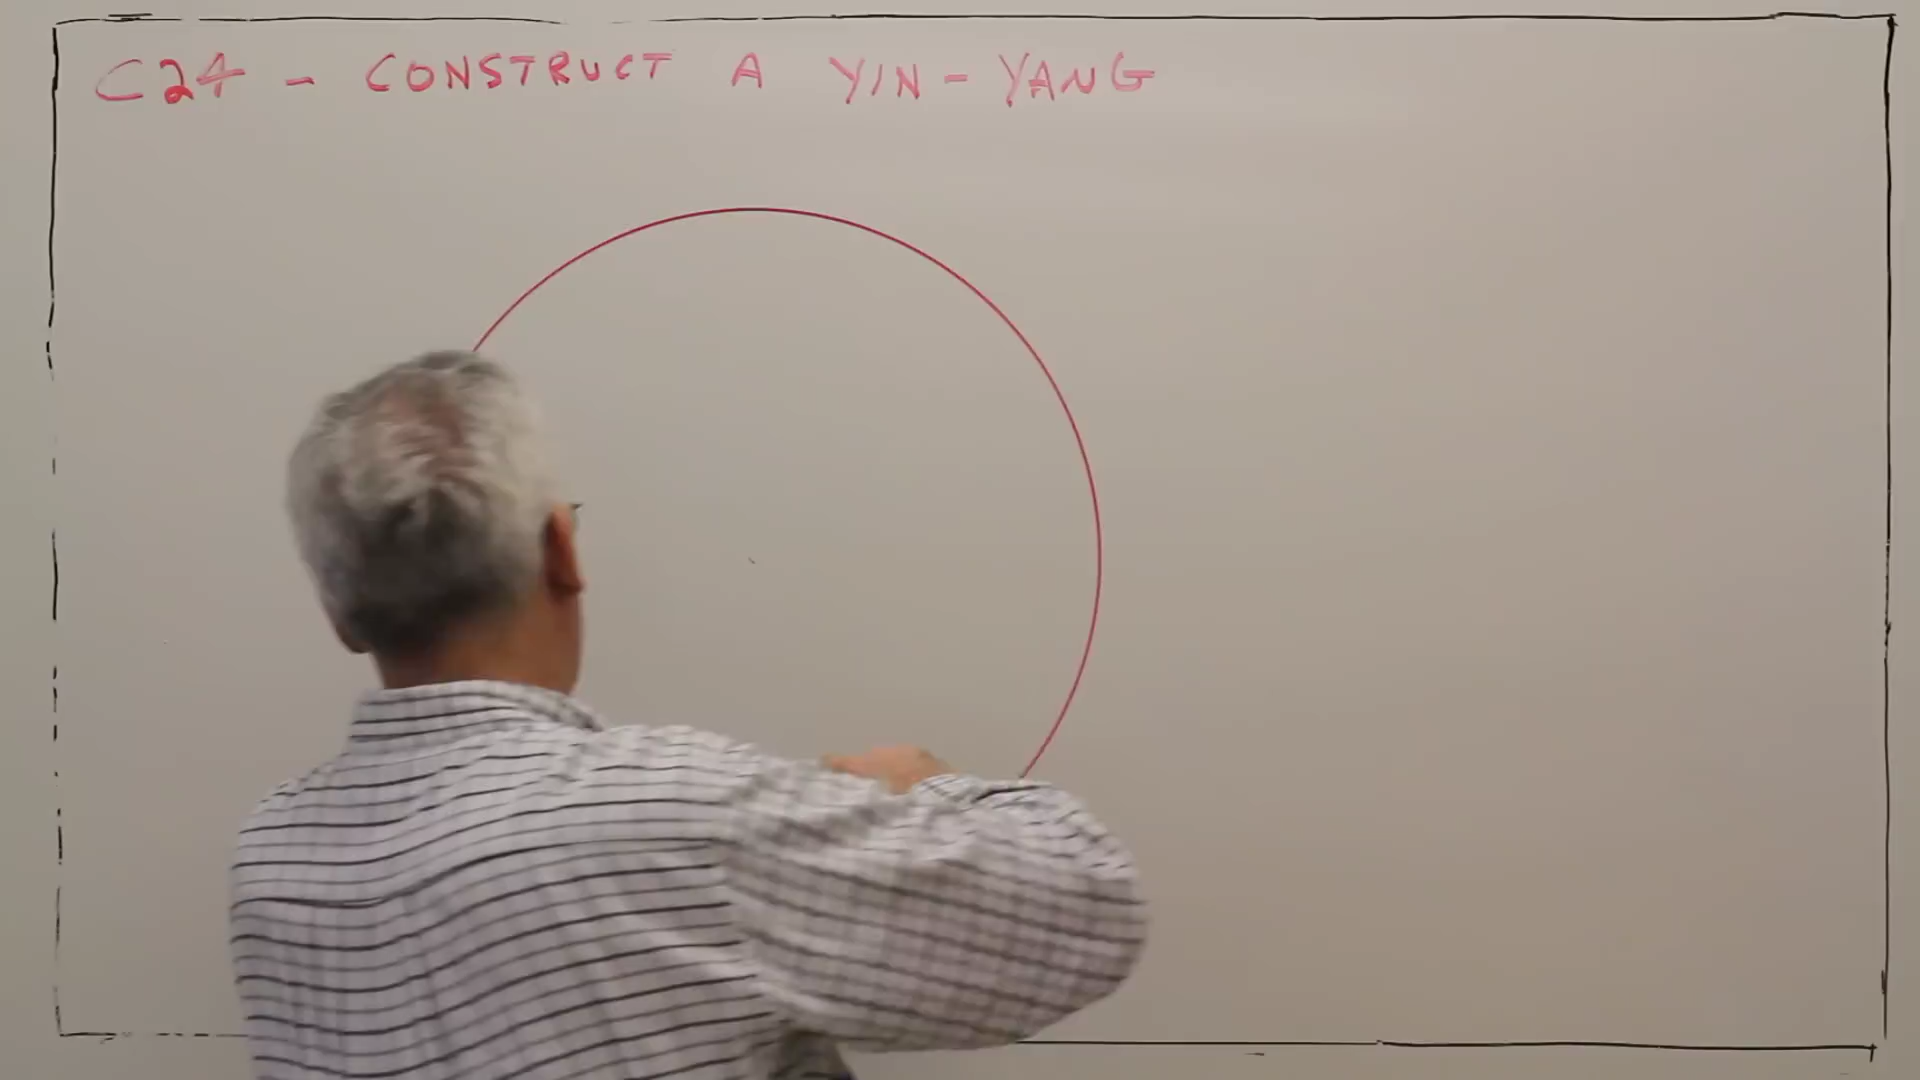 C24 - CONSTRUCT A YIN - YANG